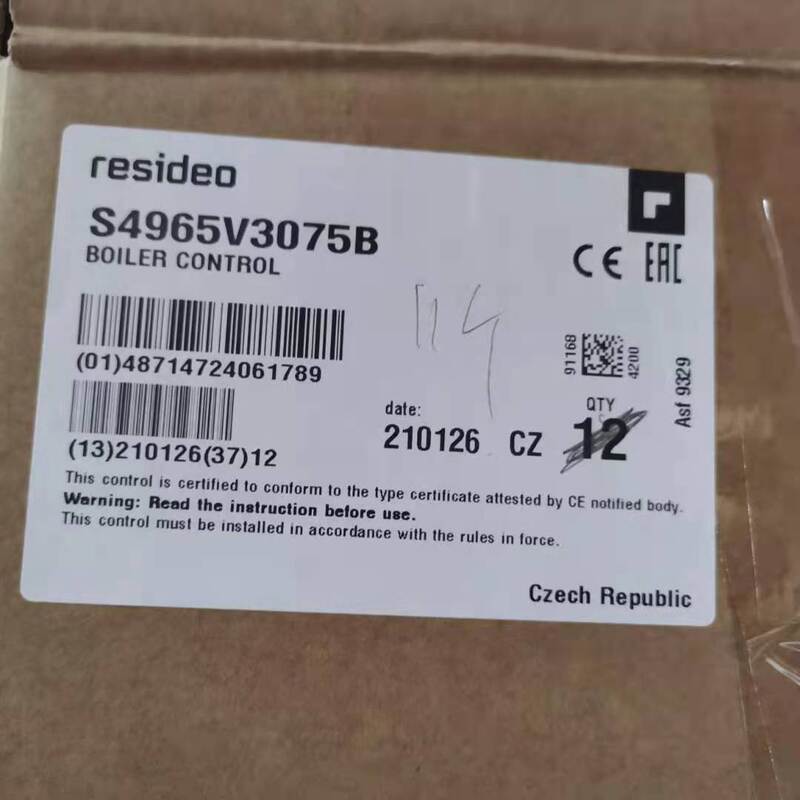 resideo
S4965V3075B
BOILER CONTROL
CE EAC
(01)48714724061789
91168
4200
Asf 9329
date:
210126 CZ
QTY
12
(13)210126(37)12
This control is certified to conform to the type certificate attested by CE notified body.
Warning: Read the instruction before use.
This control must be installed in accordance with the rules in force.
Czech Republic